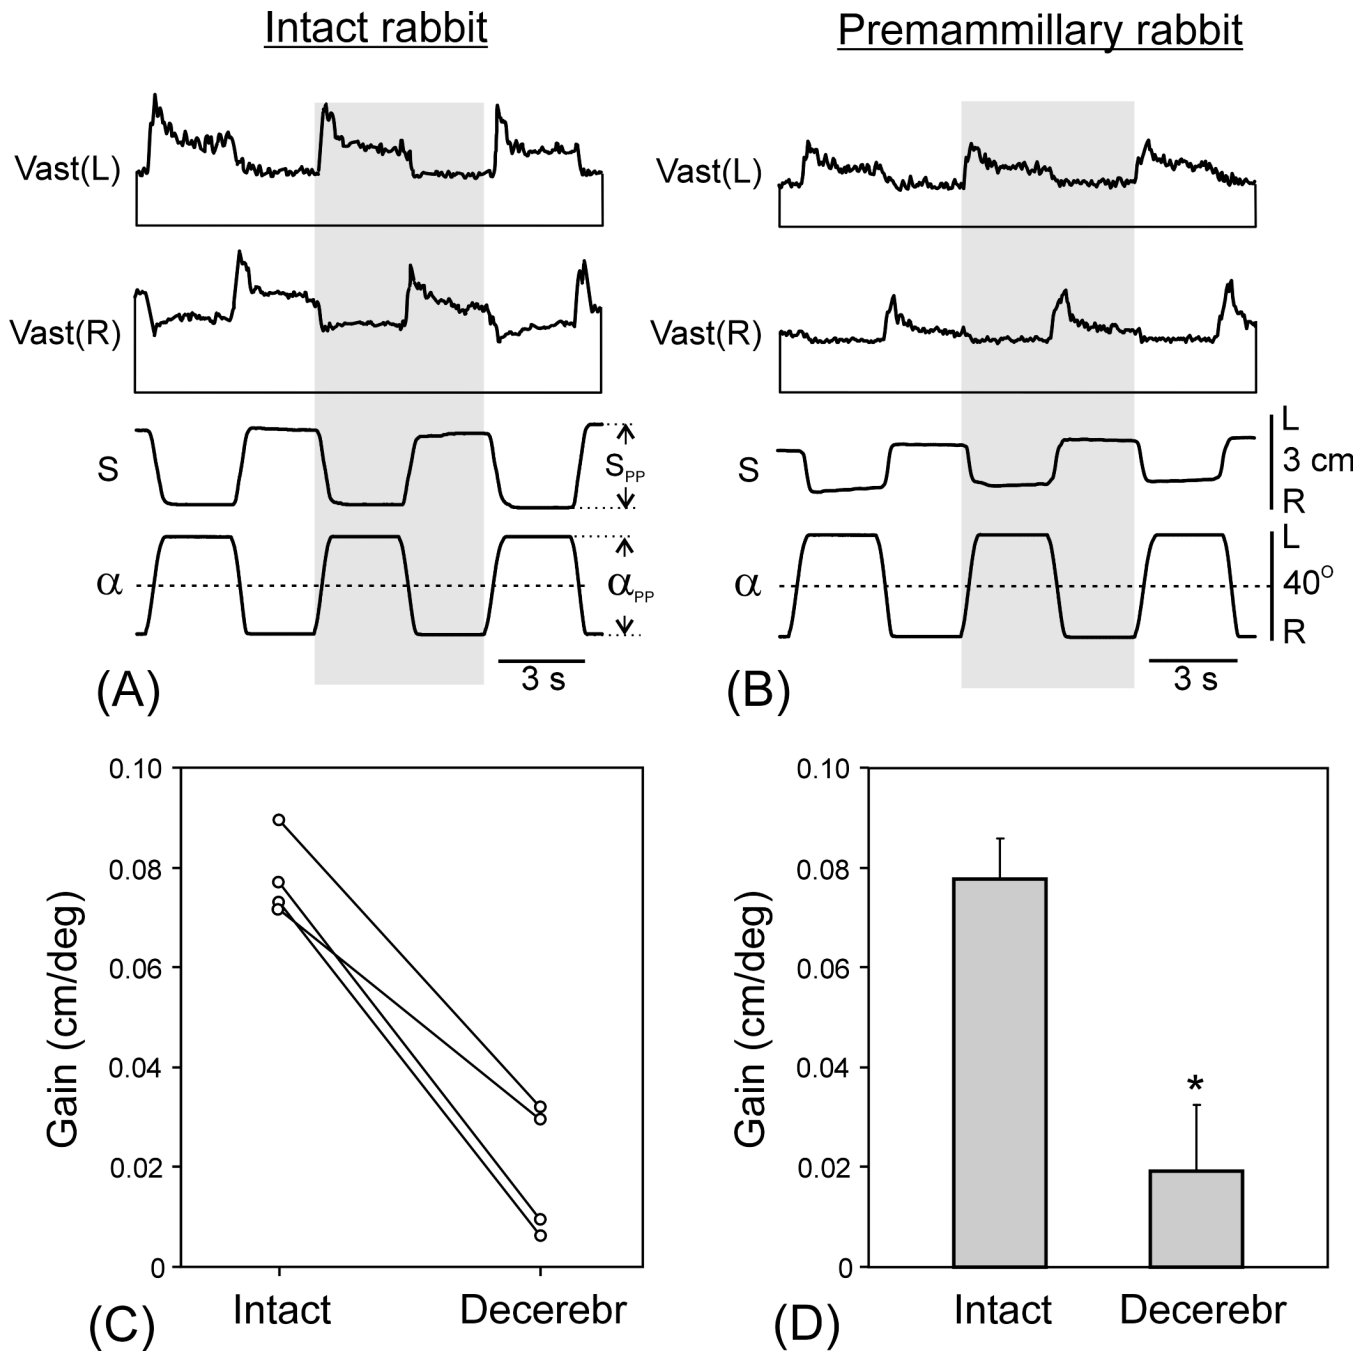 Intact rabbit
Premammillary rabbit
Vast(L)
Vast(L)
Vast(R)
Vast(R)
S
S_PP
S
L
3 cm
R
α
α_PP
α
L
40°
R
3 s
3 s
(A)
(B)
0.10
0.08
0.06
0.04
0.02
0
Gain (cm/deg)
Intact
Decerebr
(C)
0.10
0.08
0.06
0.04
0.02
0
Gain (cm/deg)
*
Intact
Decerebr
(D)